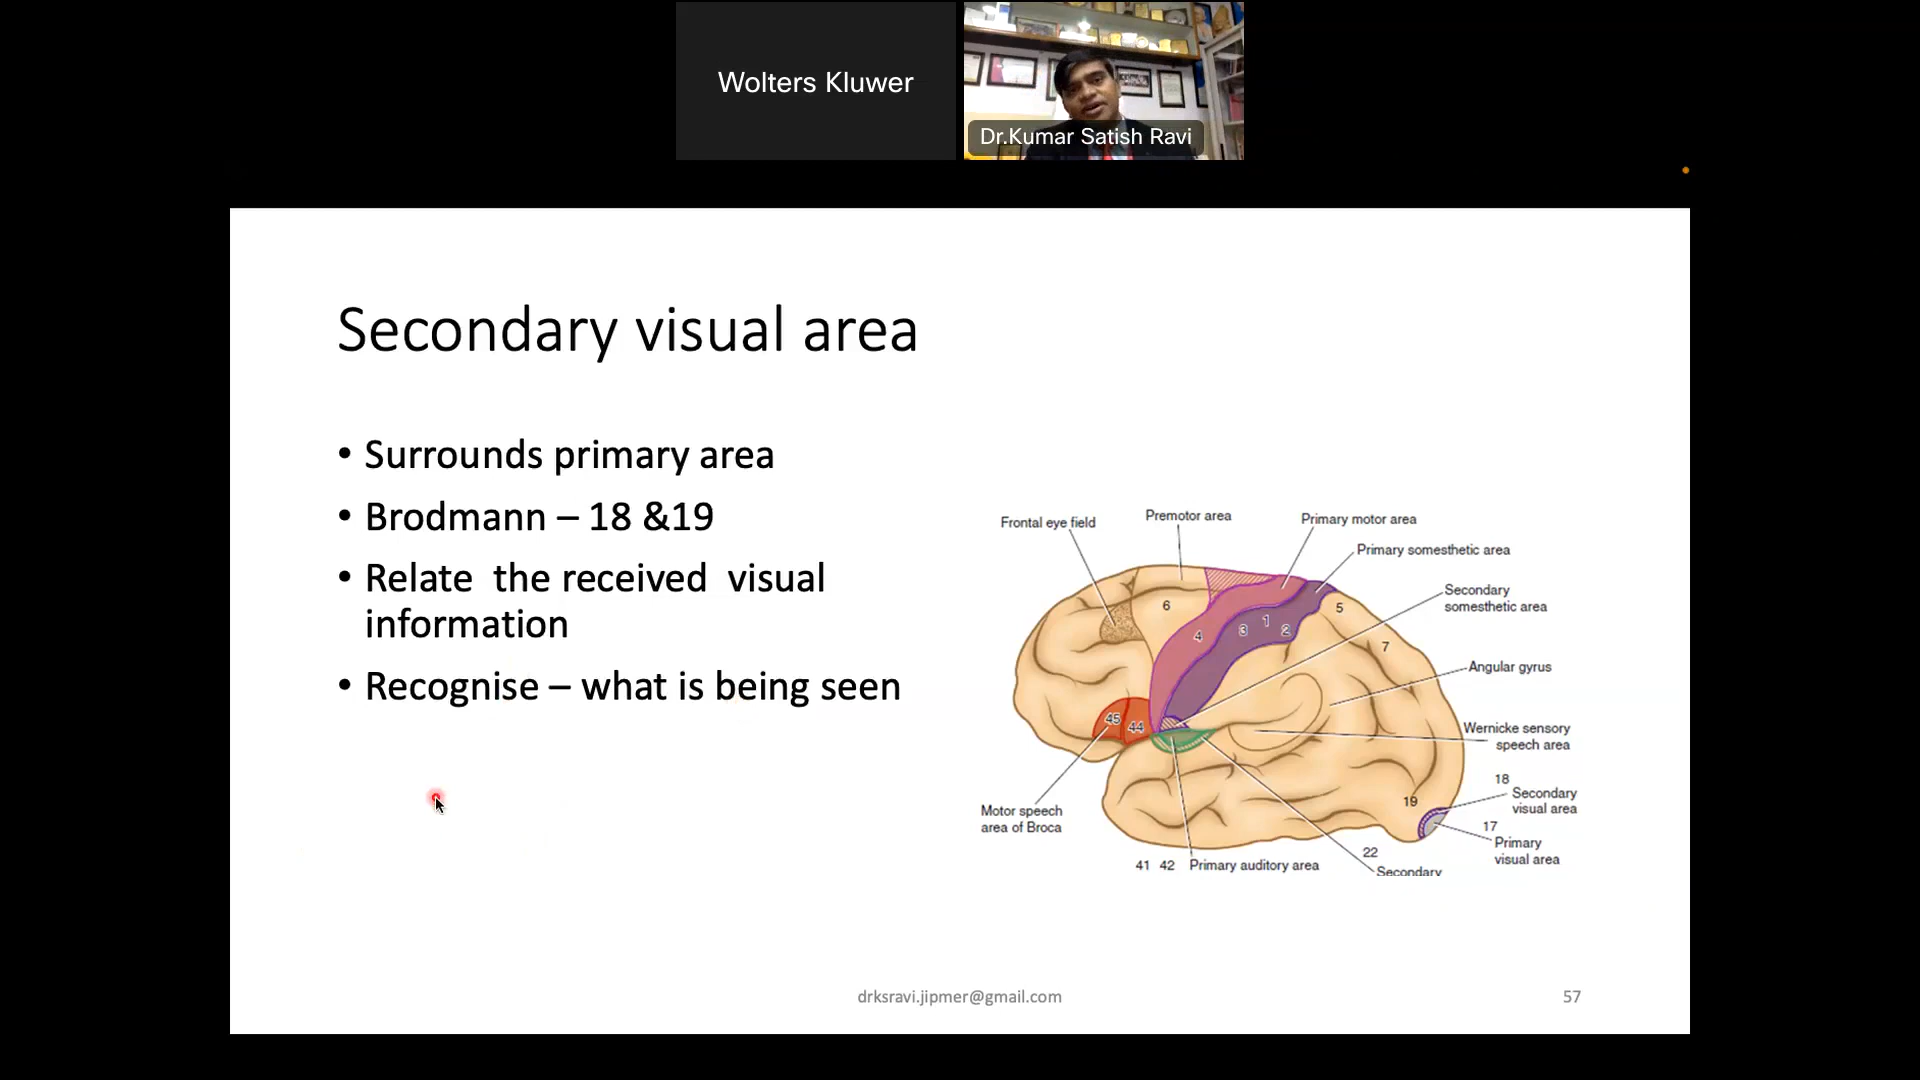 Wolters Kluwer
Dr.Kumar Satish Ravi
Secondary visual area
• Surrounds primary area
• Brodmann – 18 &19
• Relate the received visual
information
• Recognise – what is being seen
Frontal eye field
Premotor area
Primary motor area
Primary somesthetic area
Secondary
somesthetic area
6
5
4
3
1
2
7
Angular gyrus
45
44
Wernicke sensory
speech area
18
Secondary
visual area
19
17
Primary
visual area
Motor speech
area of Broca
41 42 Primary auditory area
22
Secondary
drksravi.jipmer@gmail.com
57